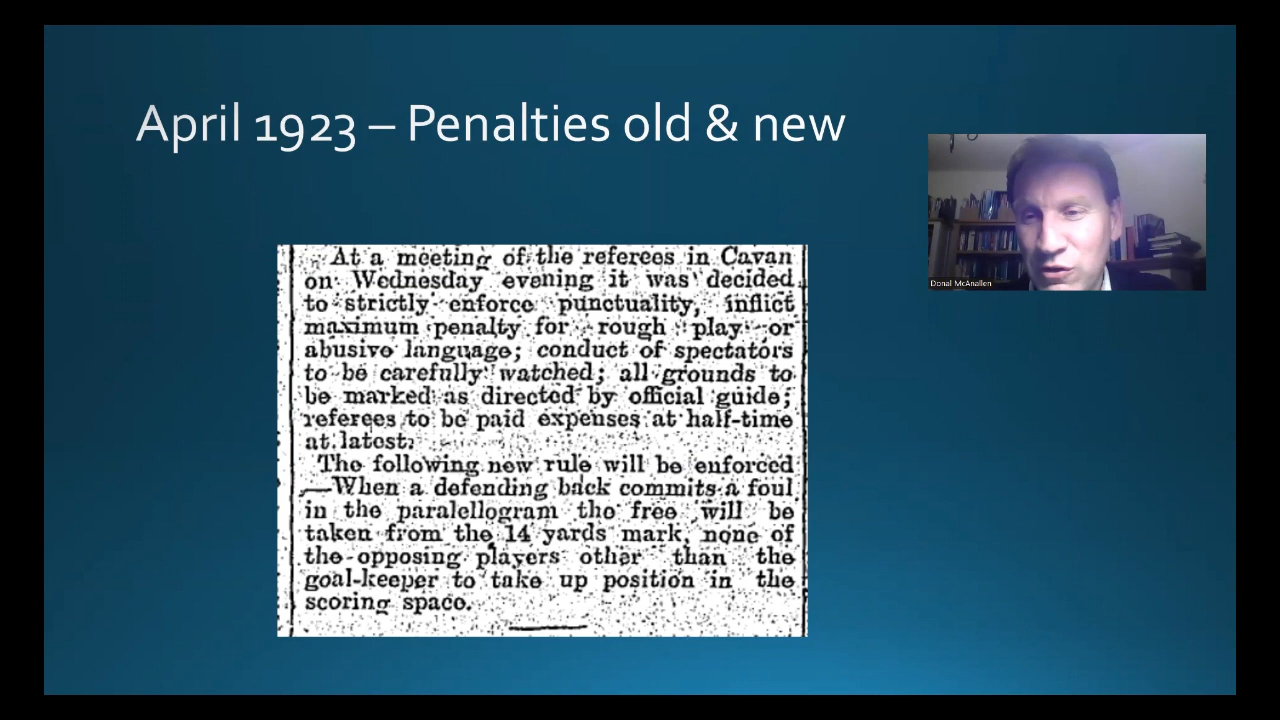 April 1923 – Penalties old & new
Donal McAnallen
At a meeting of the referees in Cavan
on Wednesday evening it was decided
to strictly enforce punctuality, inflict
maximum penalty for rough play or
abusive language; conduct of spectators
to be carefully watched; all grounds to
be marked as directed by official guide;
referees to be paid expenses at half-time
at latest.
The following new rule will be enforced
—When a defending back commits a foul
in the paralellogram the free will be
taken from the 14 yards mark, none of
the opposing players other than the
goal-keeper to take up position in the
scoring space.